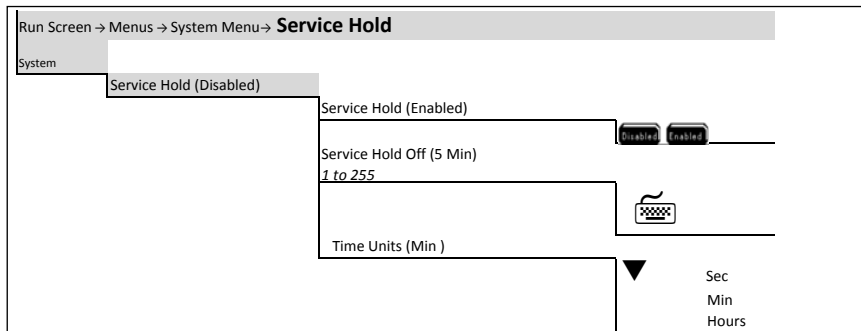 Run Screen → Menus → System Menu→ Service Hold
System
Service Hold (Disabled)
Service Hold (Enabled)
Disabled Enabled
Service Hold Off (5 Min)
1 to 255
Time Units (Min )
Sec
Min
Hours